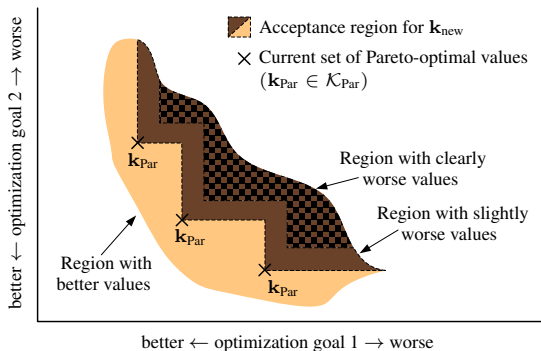 Acceptance region for k_new
Current set of Pareto-optimal values
(k_Par ∈ 𝒦_Par)
better ← optimization goal 2 → worse
k_Par
Region with clearly
worse values
k_Par
Region with slightly
worse values
Region with
better values
k_Par
better ← optimization goal 1 → worse